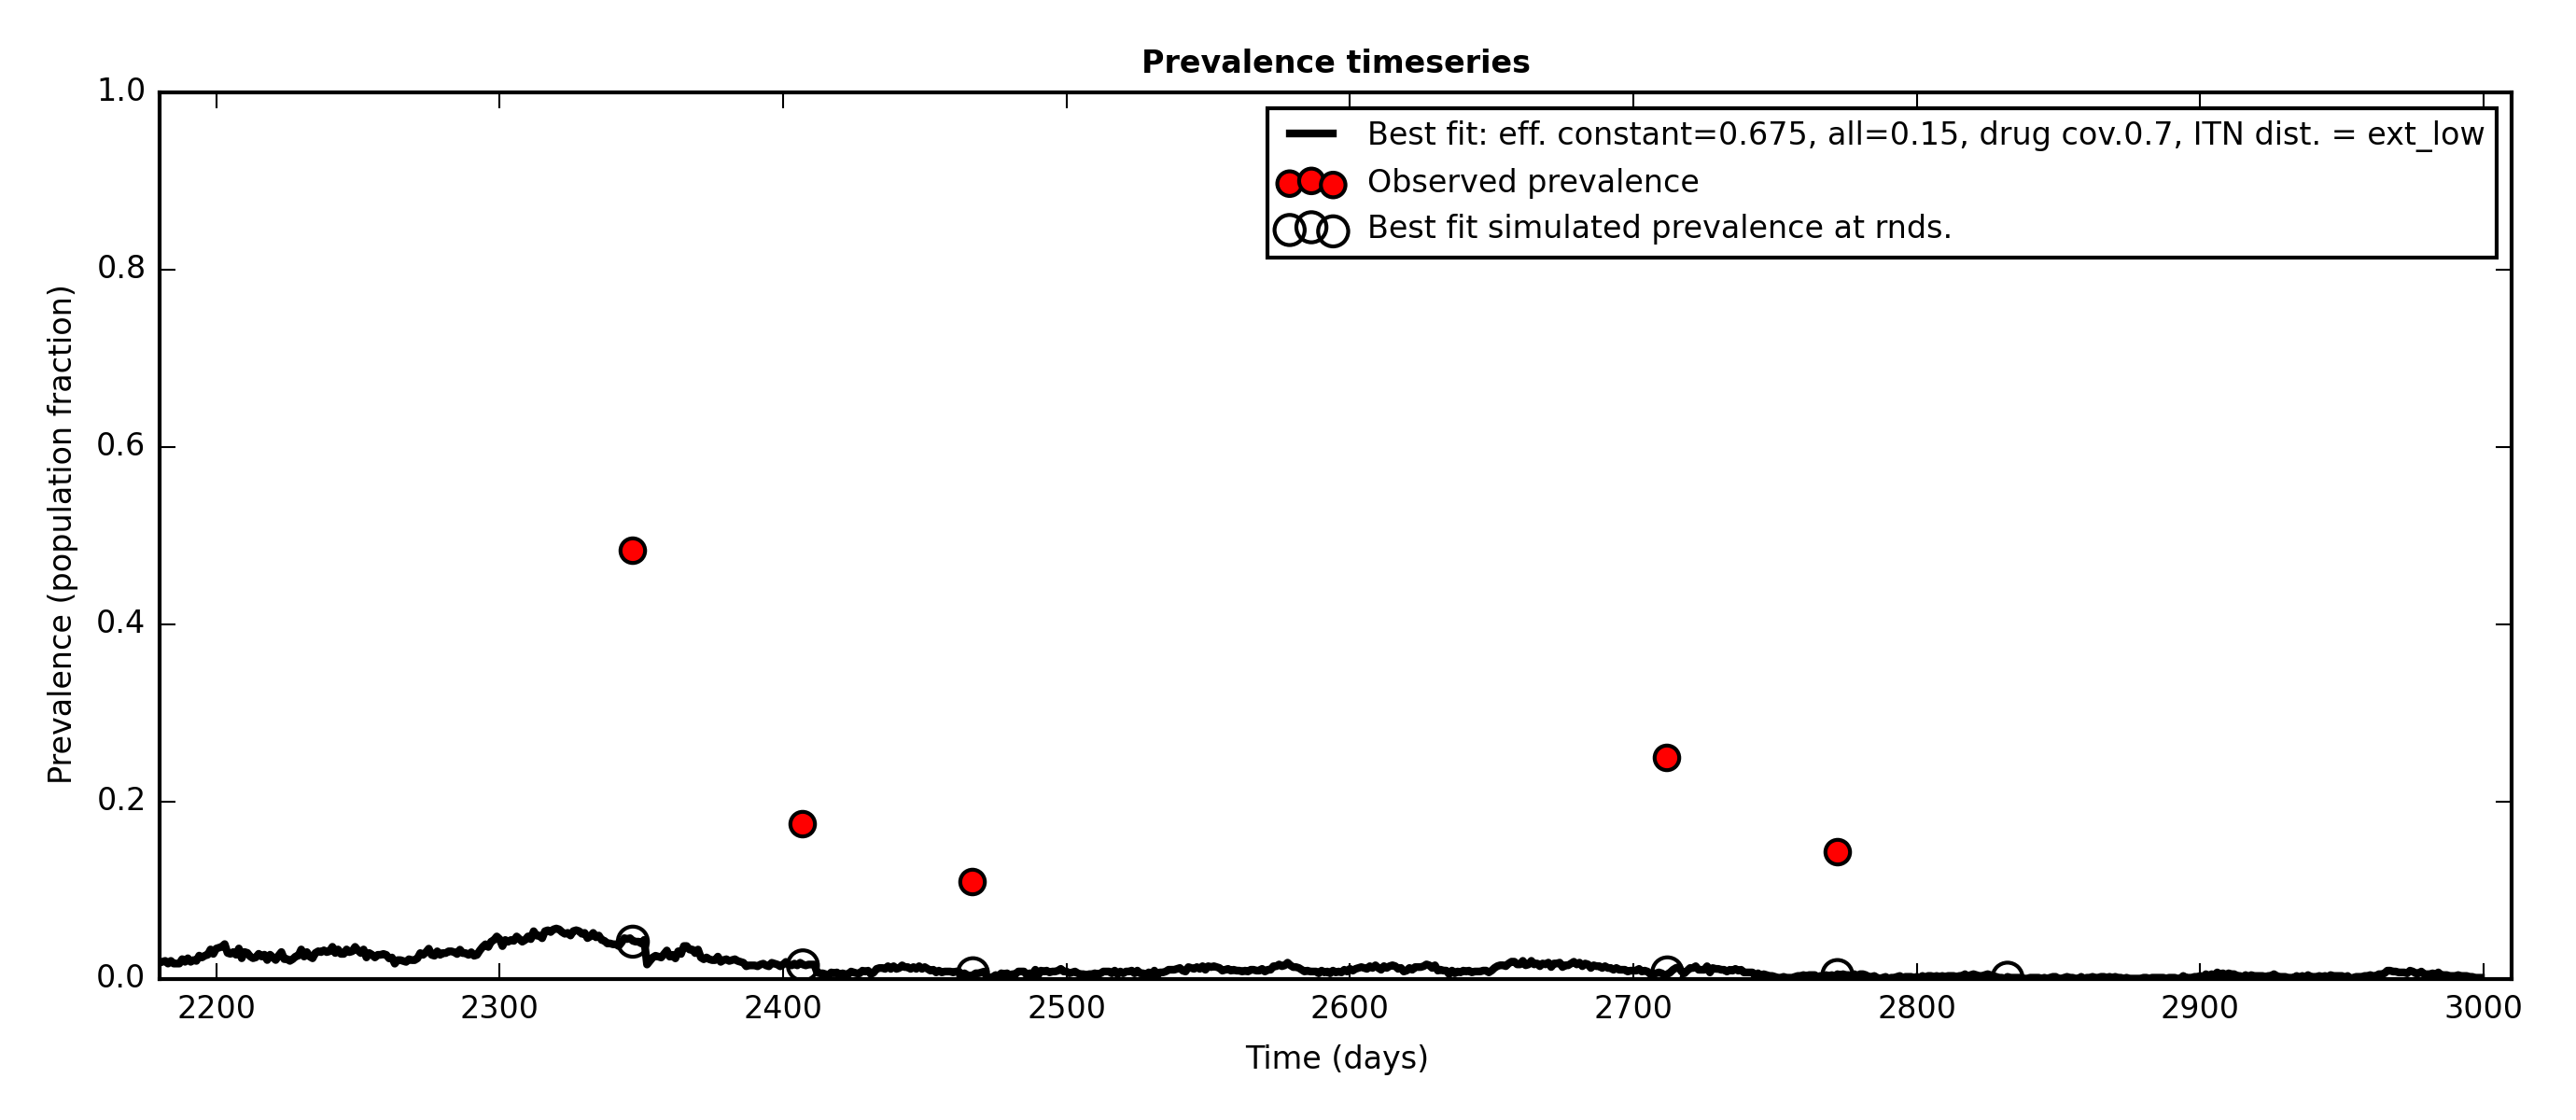 Prevalence timeseries
Best fit: eff. constant=0.675, all=0.15, drug cov.0.7, ITN dist. = ext_low
Observed prevalence
Best fit simulated prevalence at rnds.
Prevalence (population fraction)
1.0
0.8
0.6
0.4
0.2
0.0
2200 2300 2400 2500 2600 2700 2800 2900 3000
Time (days)